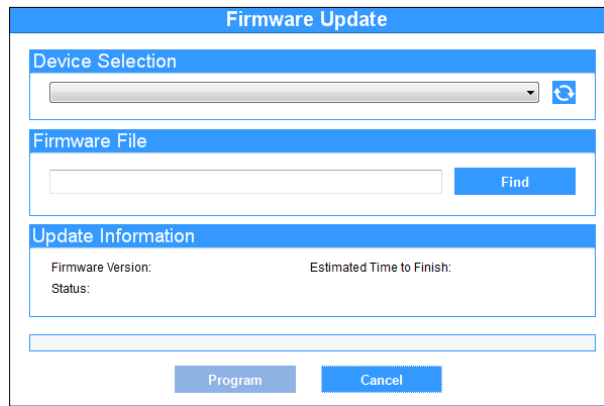 Firmware Update
Device Selection
Firmware File
Find
Update Information
Firmware Version:
Estimated Time to Finish:
Status:
Program
Cancel